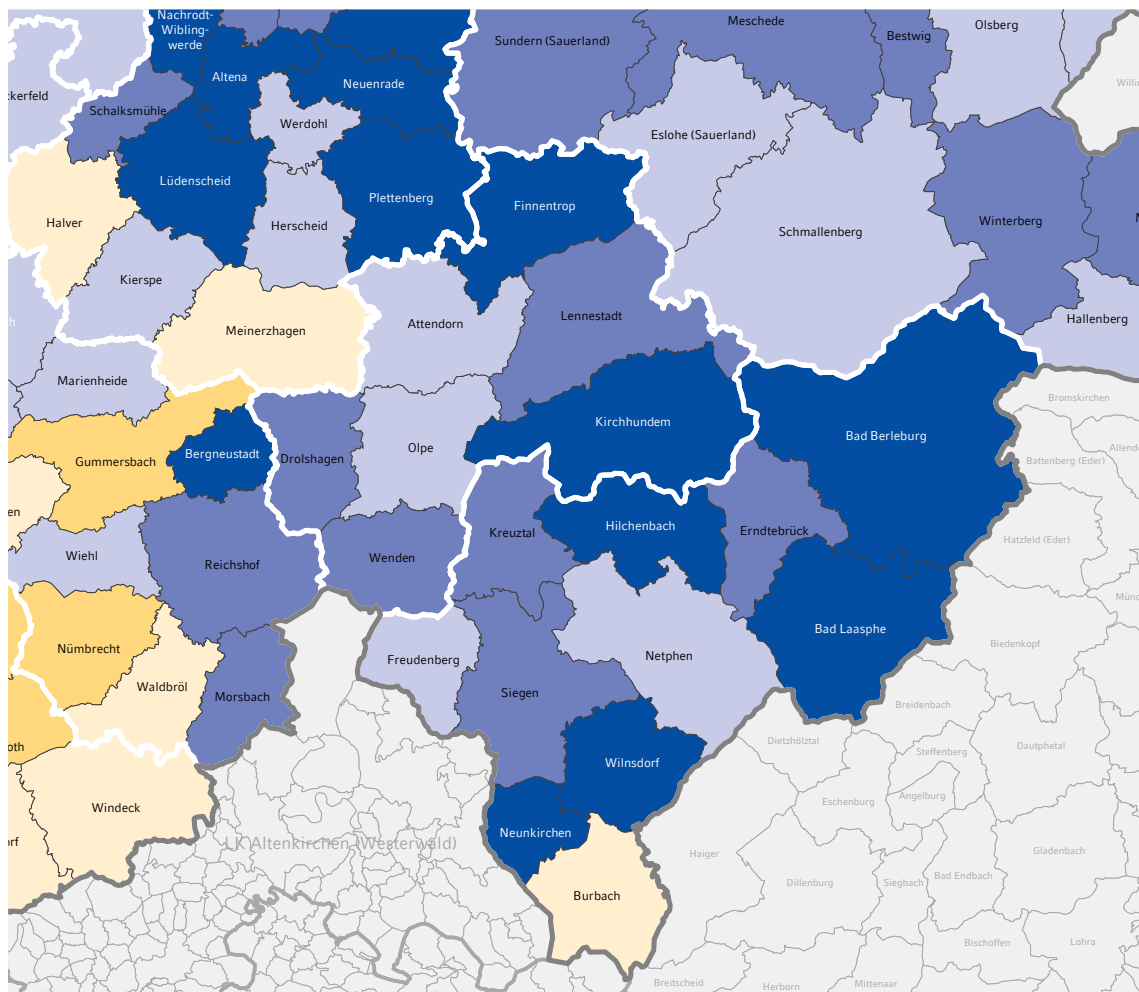 Nachrodt-
Wibling-
werde
Meschede
Olsberg
Bestwig
Sundern (Sauerland)
Altena
Neuenrade
ckerfeld
Schalksmühle
Werdohl
Eslohe (Sauerland)
Lüdenscheid
Plettenberg
Finnentrop
Halver
Herscheid
Schmallenberg
Winterberg
Kierspe
Lennestadt
Hallenberg
Meinerzhagen
Attendorn
Marienheide
Bromskirchen
Kirchhundem
Bad Berleburg
Olpe
Bergneustadt
Drolshagen
Gummersbach
Battenberg (Eder)
en
Hilchenbach
Erndtebrück
Kreuztal
Hatzfeld (Eder)
Wiehl
Reichshof
Wenden
Bad Laasphe
Nümbrecht
Freudenberg
Netphen
Biedenkopf
Waldbröl
Morsbach
Siegen
Breidenbach
oth
Dietzhölztal
Steffenberg
Dautphetal
Wilnsdorf
Windeck
Eschenburg
Angelburg
Neunkirchen
orf
LK Altenkirchen (Westerwald)
Haiger
Gladenbach
Dillenburg
Siegbach
Bad Endbach
Burbach
Bischoffen
Lohra
Breitscheid
Herborn
Mittenaar